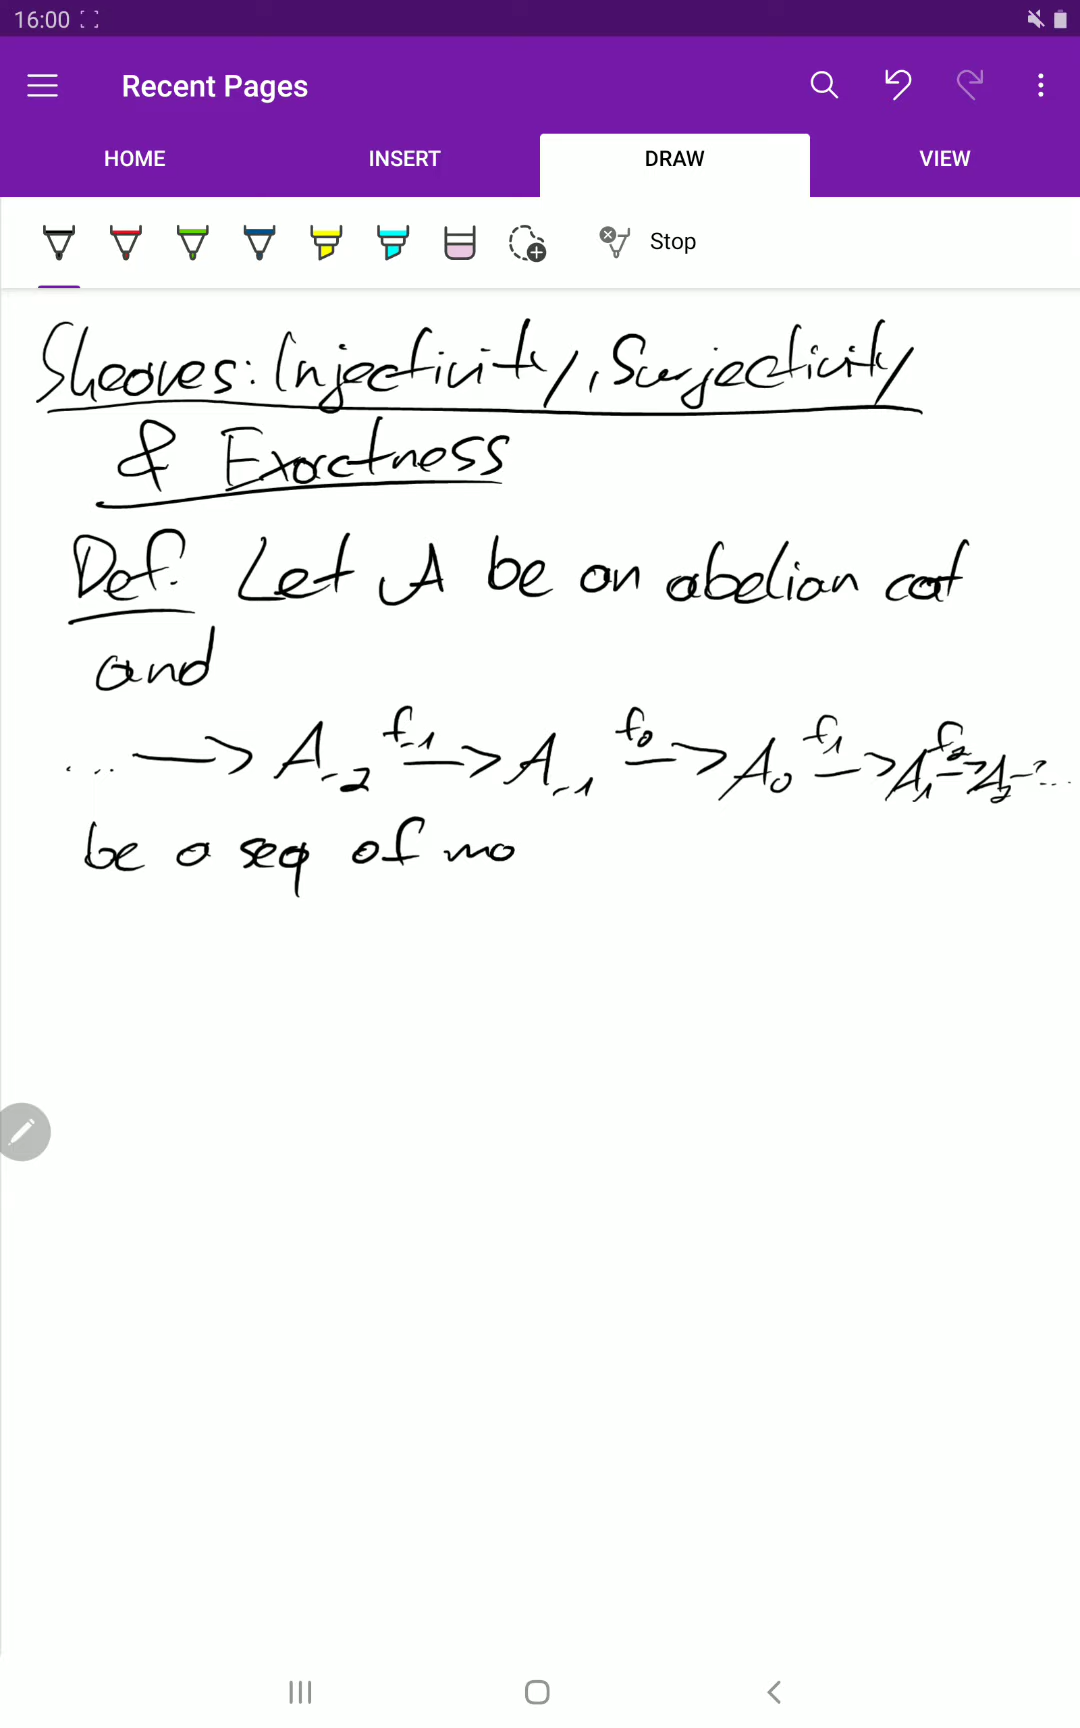 16:00
Recent Pages
HOME INSERT DRAW VIEW
Stop
Sheaves: Injectivity, Surjectivity
& Exactness
Def: Let A be an abelian cat
and
... → A₋₂ f₋₁→ A₋₁ f₀→ A₀ f₁→ A₁ f₂→ A₂ → ...
be a seq of mo